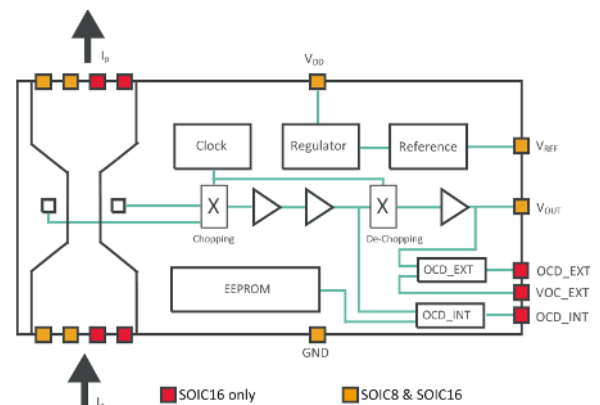 Ip
VDD
Clock
Regulator
Reference
VREF
X
X
VOUT
Chopping
De-Chopping
OCD_EXT
OCD_EXT
EEPROM
VOC_EXT
OCD_INT
OCD_INT
GND
SOIC16 only
SOIC8 & SOIC16